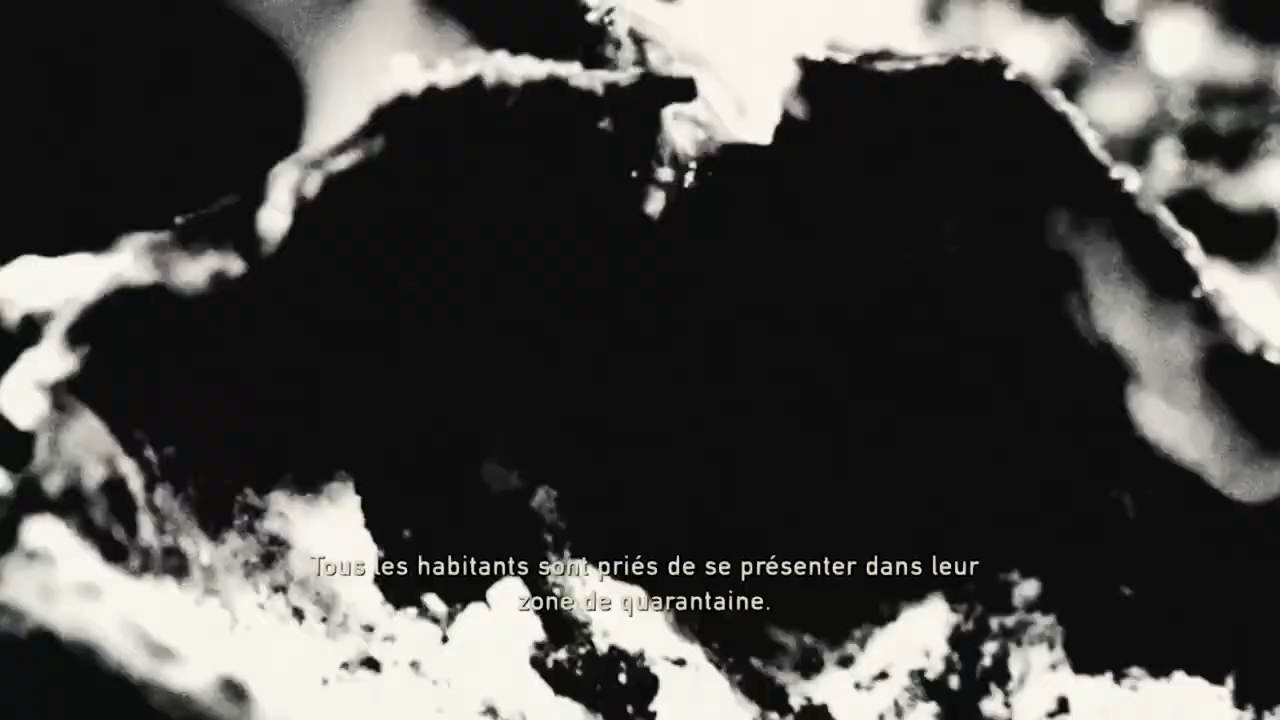 Tous les habitants sont priés de se présenter dans leur
zone de quarantaine.